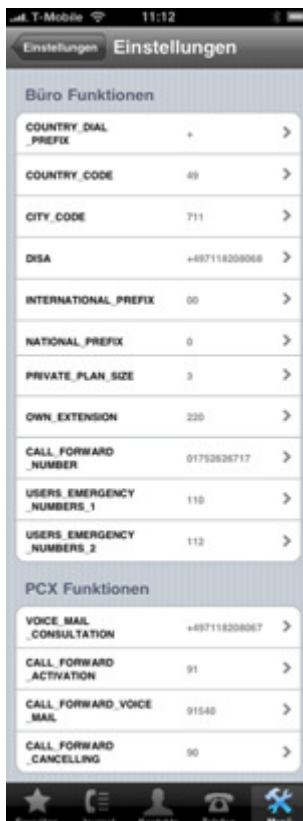 T-Mobile 11:12
Einstellungen Einstellungen
Büro Funktionen
COUNTRY_DIAL
_PREFIX +
COUNTRY_CODE 49
CITY_CODE 711
DISA +497118208068
INTERNATIONAL_PREFIX 00
NATIONAL_PREFIX 0
PRIVATE_PLAN_SIZE 3
OWN_EXTENSION 220
CALL_FORWARD
_NUMBER 01752626717
USERS_EMERGENCY
_NUMBERS_1 110
USERS_EMERGENCY
_NUMBERS_2 112
PCX Funktionen
VOICE_MAIL
_CONSULTATION +497118208067
CALL_FORWARD
_ACTIVATION 91
CALL_FORWARD_VOICE
_MAIL 91540
CALL_FORWARD
_CANCELLING 90